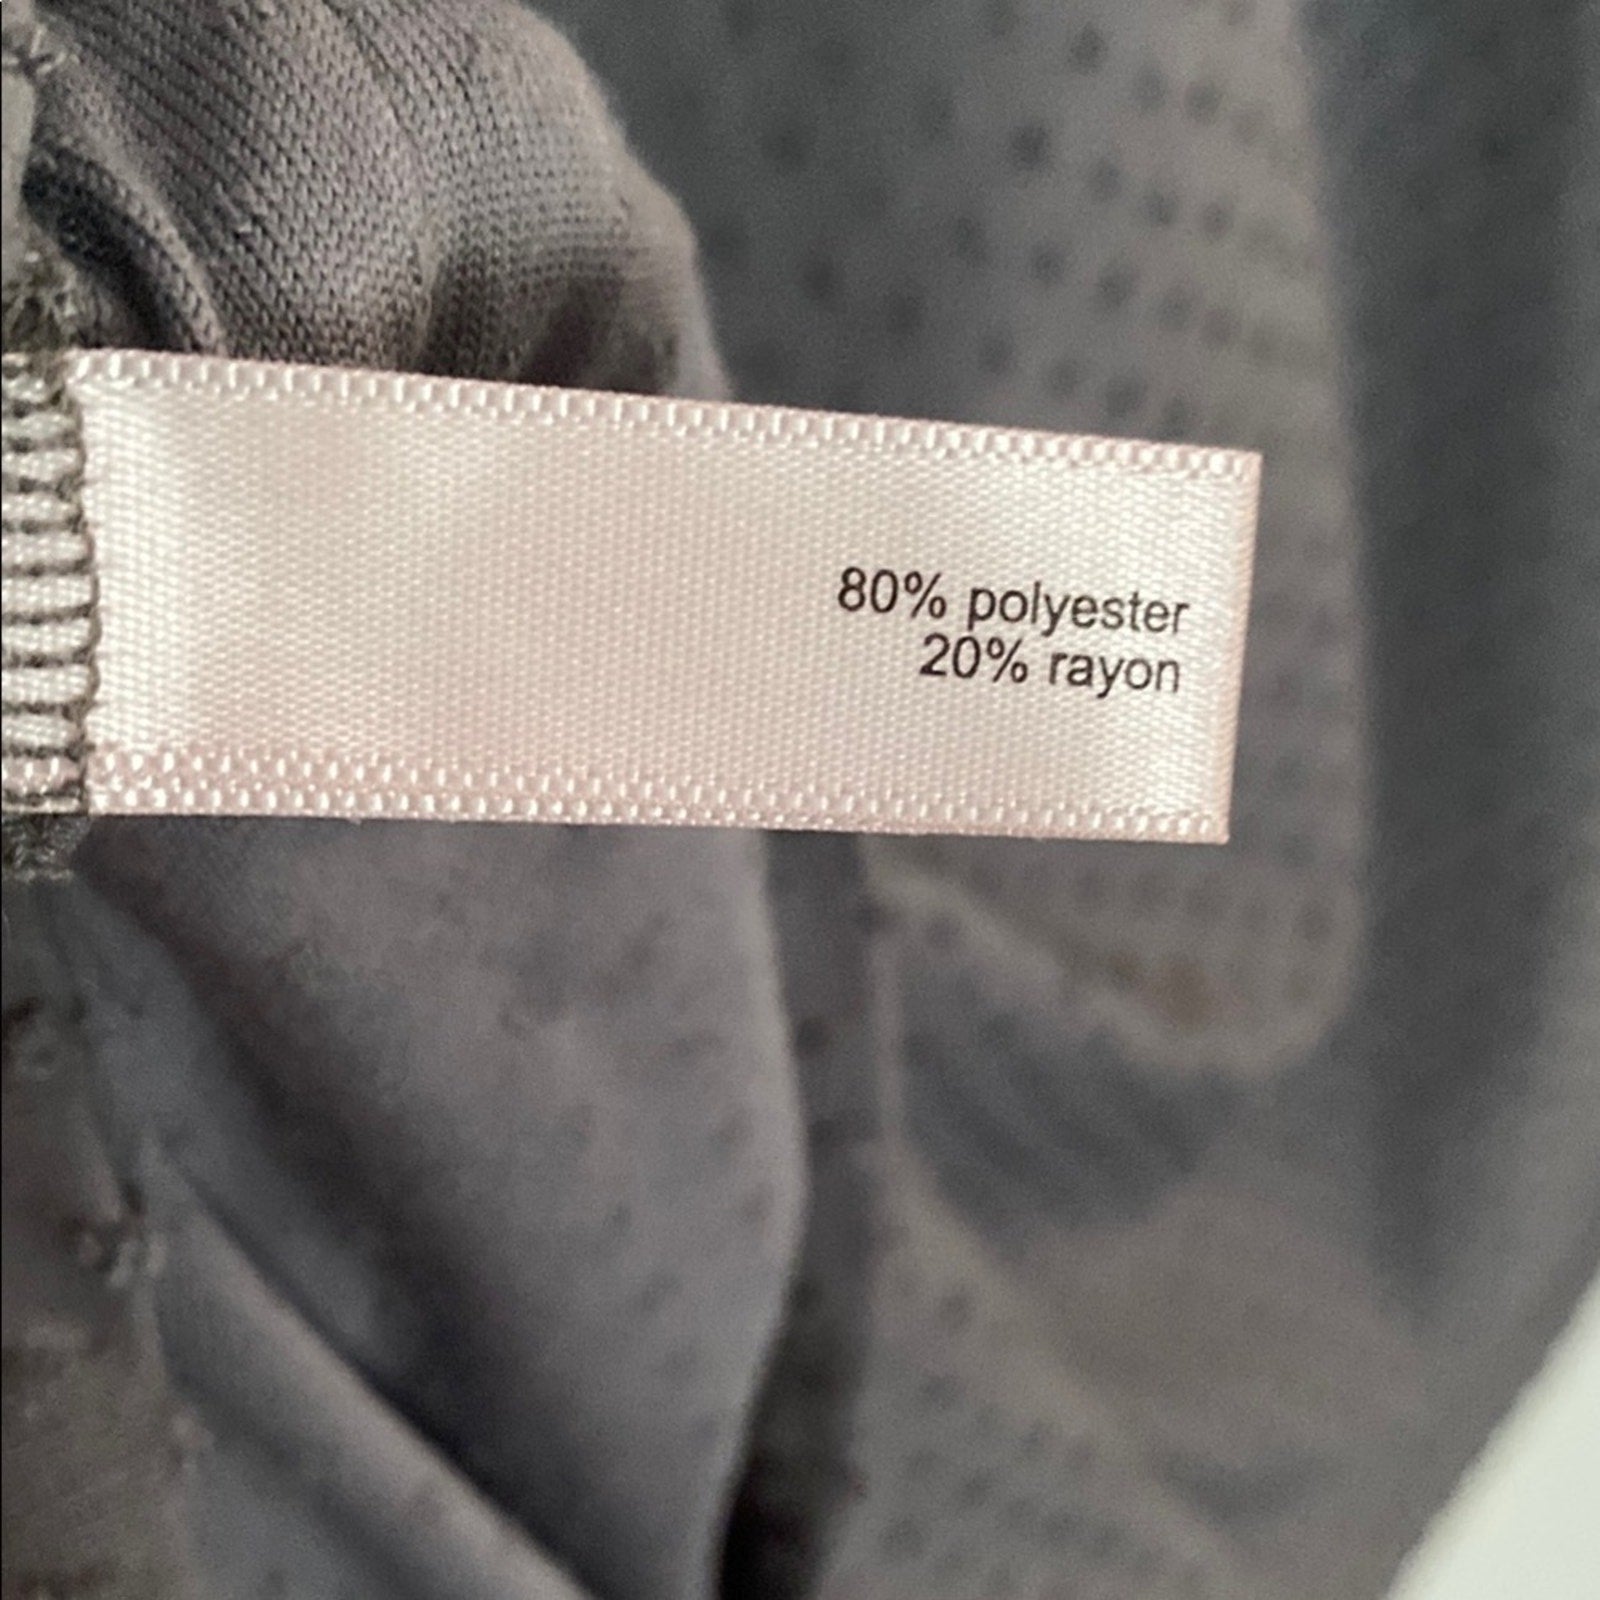 80% polyester
20% rayon